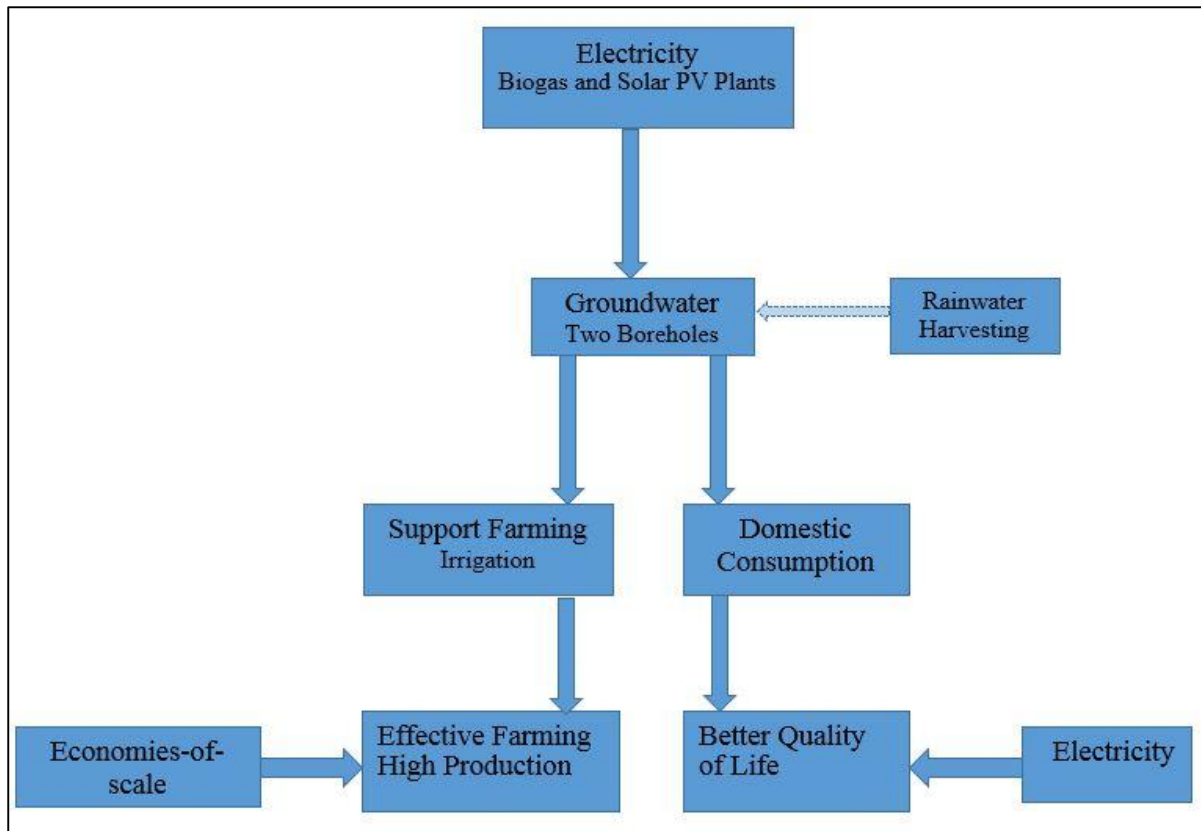 Electricity
Biogas and Solar PV Plants
Groundwater
Two Boreholes
Rainwater
Harvesting
Support Farming
Irrigation
Domestic
Consumption
Economies-of-
scale
Effective Farming
High Production
Better Quality
of Life
Electricity